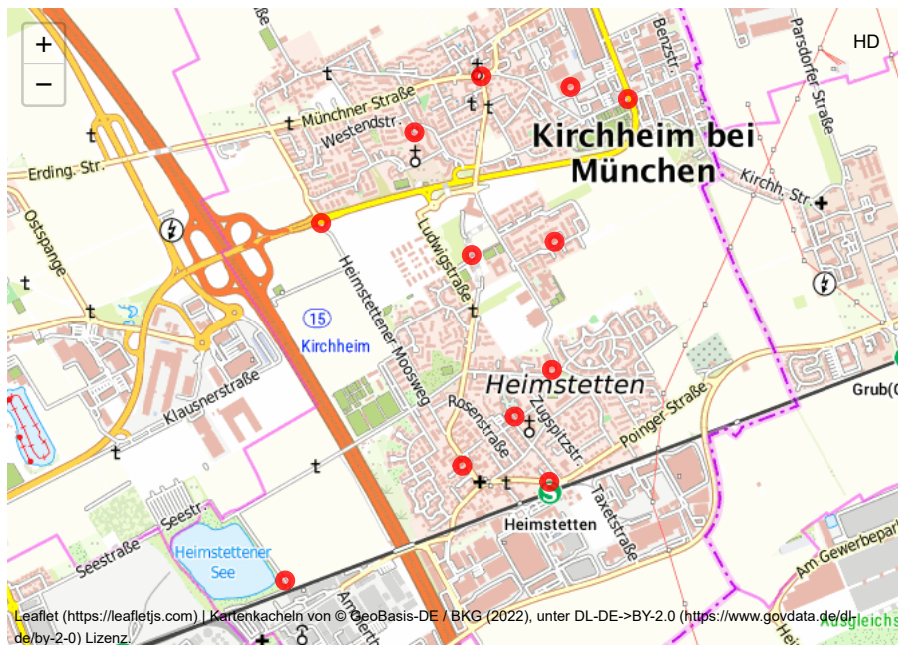 +
−
HD
Benzstr.
Parsdorfer Straße
Münchner Straße
Westendstr.
Kirchheim bei
München
Erding. Str.
Kirchh. Str.
Ostspange
Ludwigstraße
Heimstettener Moosweg
15
Kirchheim
Klausnerstraße
Heimstetten
Rosenstraße
Zugspitzstr.
Poinger Straße
Grub(
Seestr.
Seestraße
Heimstettener
See
S
Heimstetten
Taxetstraße
Am Gewerbepark
Leaflet (https://leafletjs.com) | Kartenkacheln von © GeoBasis-DE / BKG (2022), unter DL-DE->BY-2.0 (https://www.govdata.de/dl-
de/by-2-0) Lizenz.
Ausgleichs